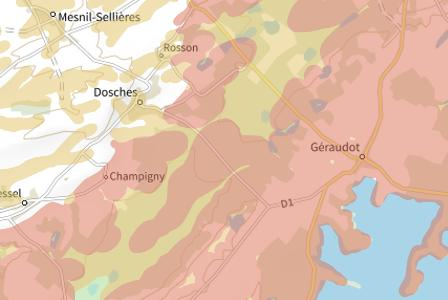 Mesnil-Sellières
Rosson
Dosches
Géraudot
Champigny
essel
D1